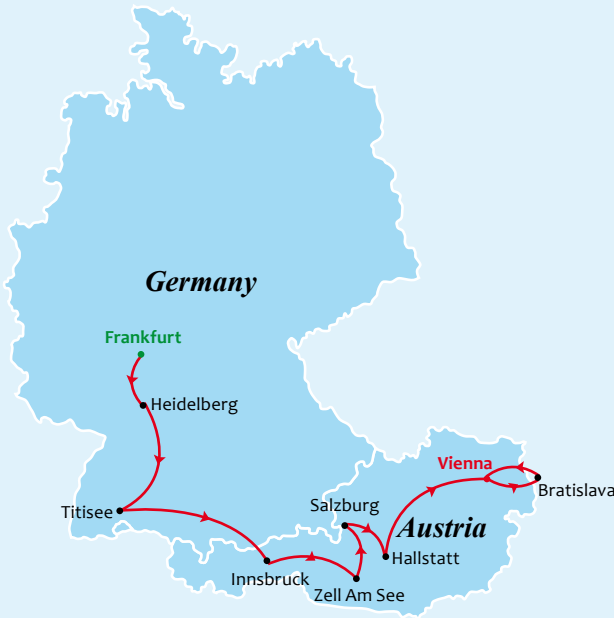 Germany
Frankfurt
Heidelberg
Vienna
Bratislava
Titisee
Salzburg
Austria
Hallstatt
Innsbruck
Zell Am See